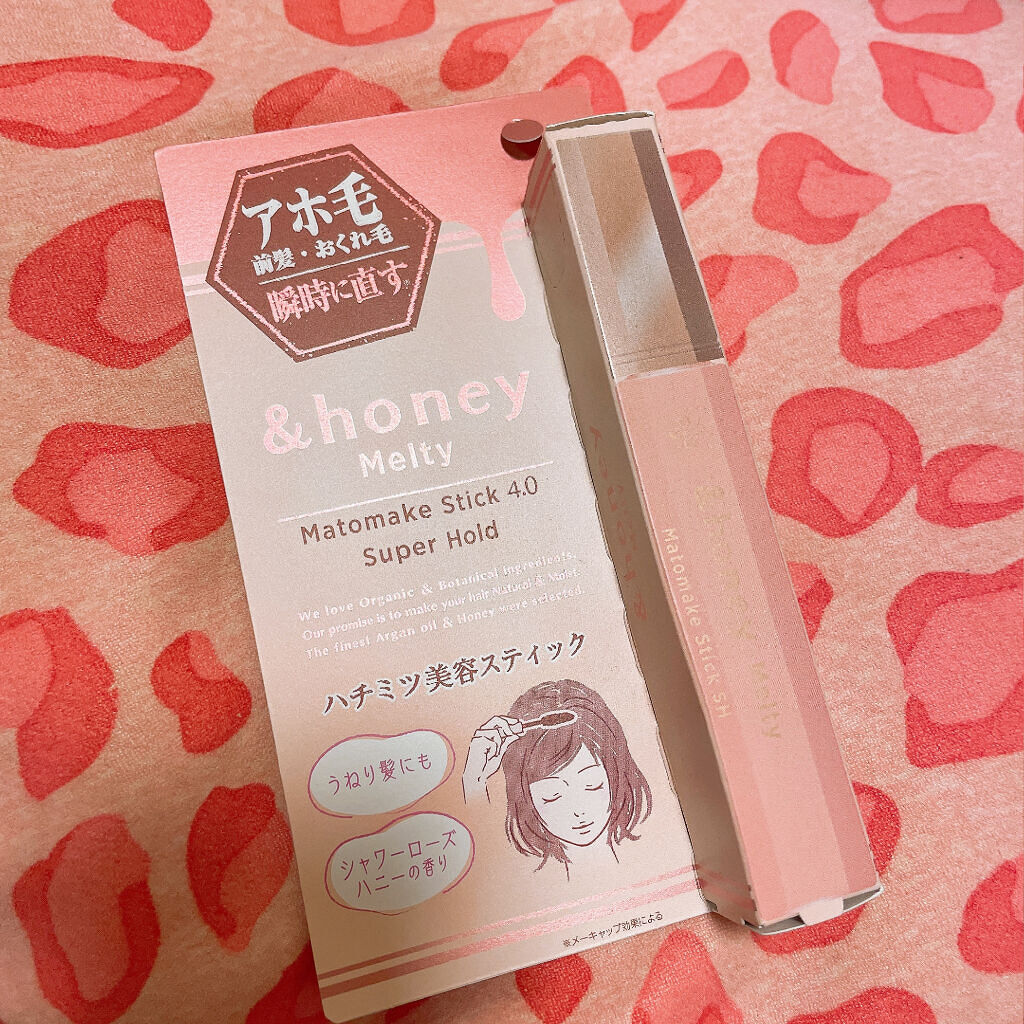 アホ毛
前髪・おくれ毛
瞬時に直す※
&honey
Melty
Matomake Stick 4.0
Super Hold
We love Organic & Botanical Ingredients.
Our promise is to make your hair Natural & Moist.
The finest Argan oil & Honey were selected.
ハチミツ美容スティック
うねり髪にも
シャワーローズ
ハニーの香り
※メーキャップ効果による
Matomake Stick SH